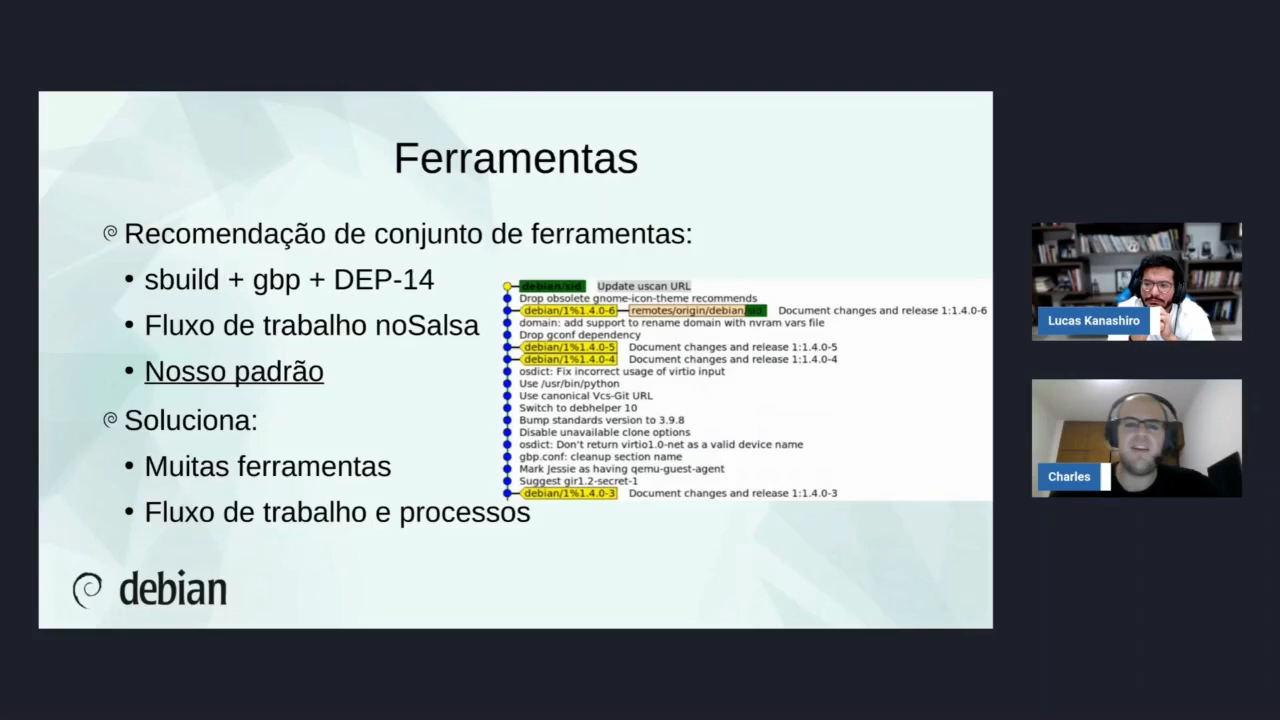 Ferramentas
Recomendação de conjunto de ferramentas:
• sbuild + gbp + DEP-14
• Fluxo de trabalho noSalsa
• Nosso padrão
Soluciona:
• Muitas ferramentas
• Fluxo de trabalho e processos
debian/sid Update uscan URL
Drop obsolete gnome-icon-theme recommends
debian/1%1.4.0-6 remotes/origin/debian/sid Document changes and release 1:1.4.0-6
domain: add support to rename domain with nvram vars file
Drop gconf dependency
debian/1%1.4.0-5 Document changes and release 1:1.4.0-5
debian/1%1.4.0-4 Document changes and release 1:1.4.0-4
osdict: Fix incorrect usage of virtio input
Use /usr/bin/python
Use canonical Vcs-Git URL
Switch to debhelper 10
Bump standards version to 3.9.8
Disable unavailable clone options
osdict: Don't return virtio1.0-net as a valid device name
gbp.conf: cleanup section name
Mark Jessie as having qemu-guest-agent
Suggest gir1.2-secret-1
debian/1%1.4.0-3 Document changes and release 1:1.4.0-3
debian
Lucas Kanashiro
Charles